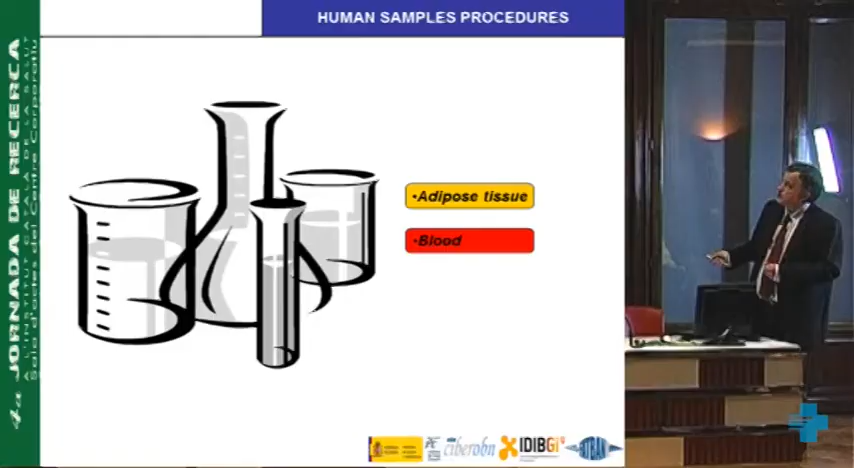 HUMAN SAMPLES PROCEDURES
4a JORNADA DE RECERCA
A L'INSTITUT CATALÀ DE LA SALUT
Sala d'actes del Centre Corporatiu
•Adipose tissue
•Blood
ciberobn
IDIBGi